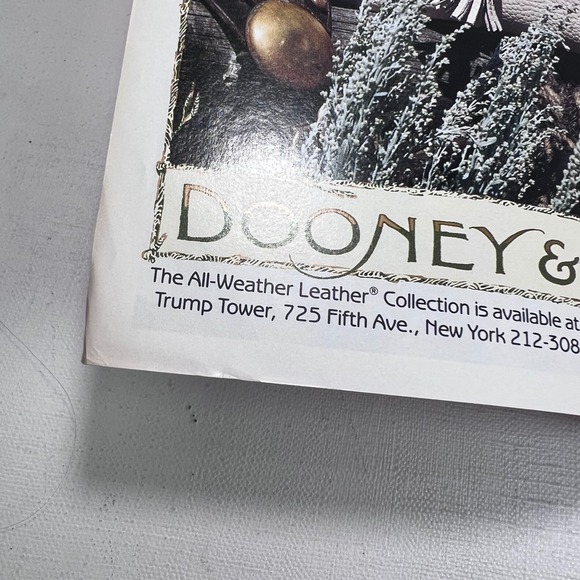 DOONEY &
The All-Weather Leather® Collection is available at
Trump Tower, 725 Fifth Ave., New York 212-308